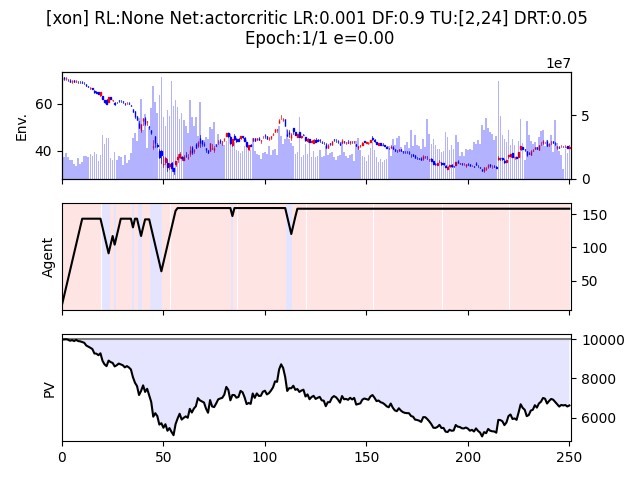 [xon] RL:None Net:actorcritic LR:0.001 DF:0.9 TU:[2,24] DRT:0.05
Epoch:1/1 e=0.00
1e7
Env.
60
40
5
0
Agent
150
100
50
PV
10000
8000
6000
0
50
100
150
200
250